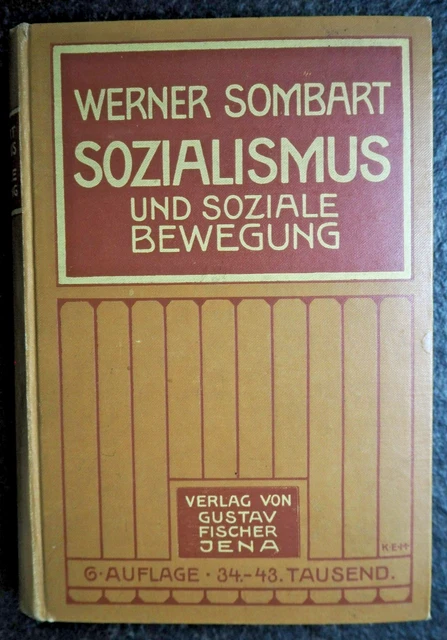 WERNER SOMBART
SOZIALISMUS
UND SOZIALE
BEWEGUNG
VERLAG VON
GUSTAV
FISCHER
JENA
6·AUFLAGE·34.-43.TAUSEND.